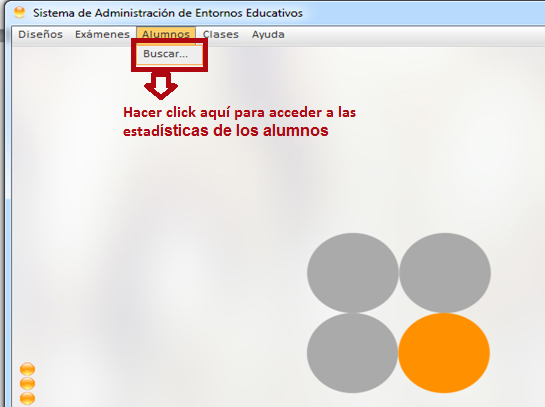 Sistema de Administración de Entornos Educativos
Diseños Exámenes Alumnos Clases Ayuda
Buscar...
Hacer click aquí para acceder a las
estadísticas de los alumnos